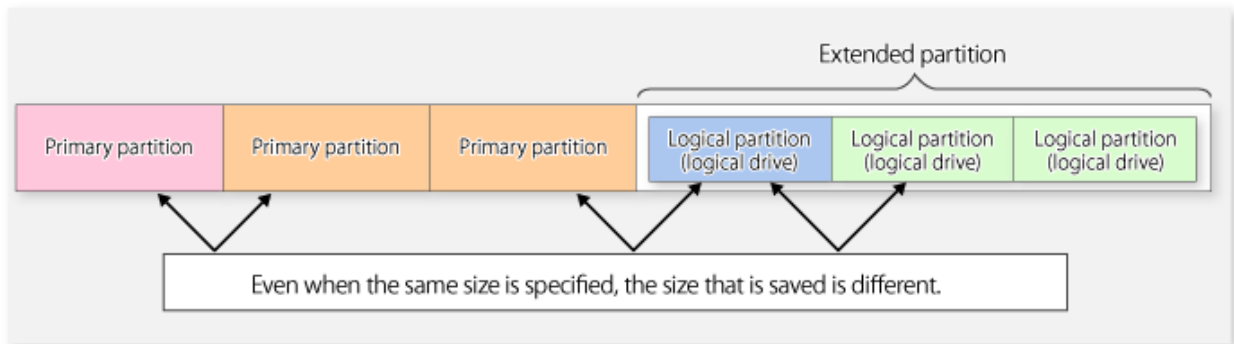 Extended partition
Primary partition
Primary partition
Primary partition
Logical partition
(logical drive)
Logical partition
(logical drive)
Logical partition
(logical drive)
Even when the same size is specified, the size that is saved is different.